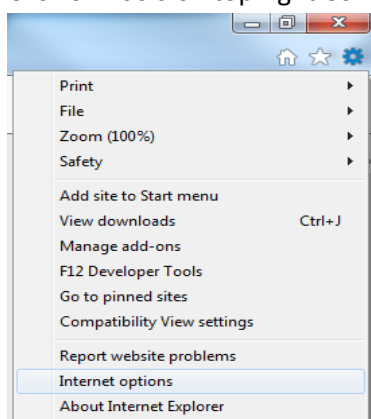 Print
File
Zoom (100%)
Safety
Add site to Start menu
View downloads Ctrl+J
Manage add-ons
F12 Developer Tools
Go to pinned sites
Compatibility View settings
Report website problems
Internet options
About Internet Explorer